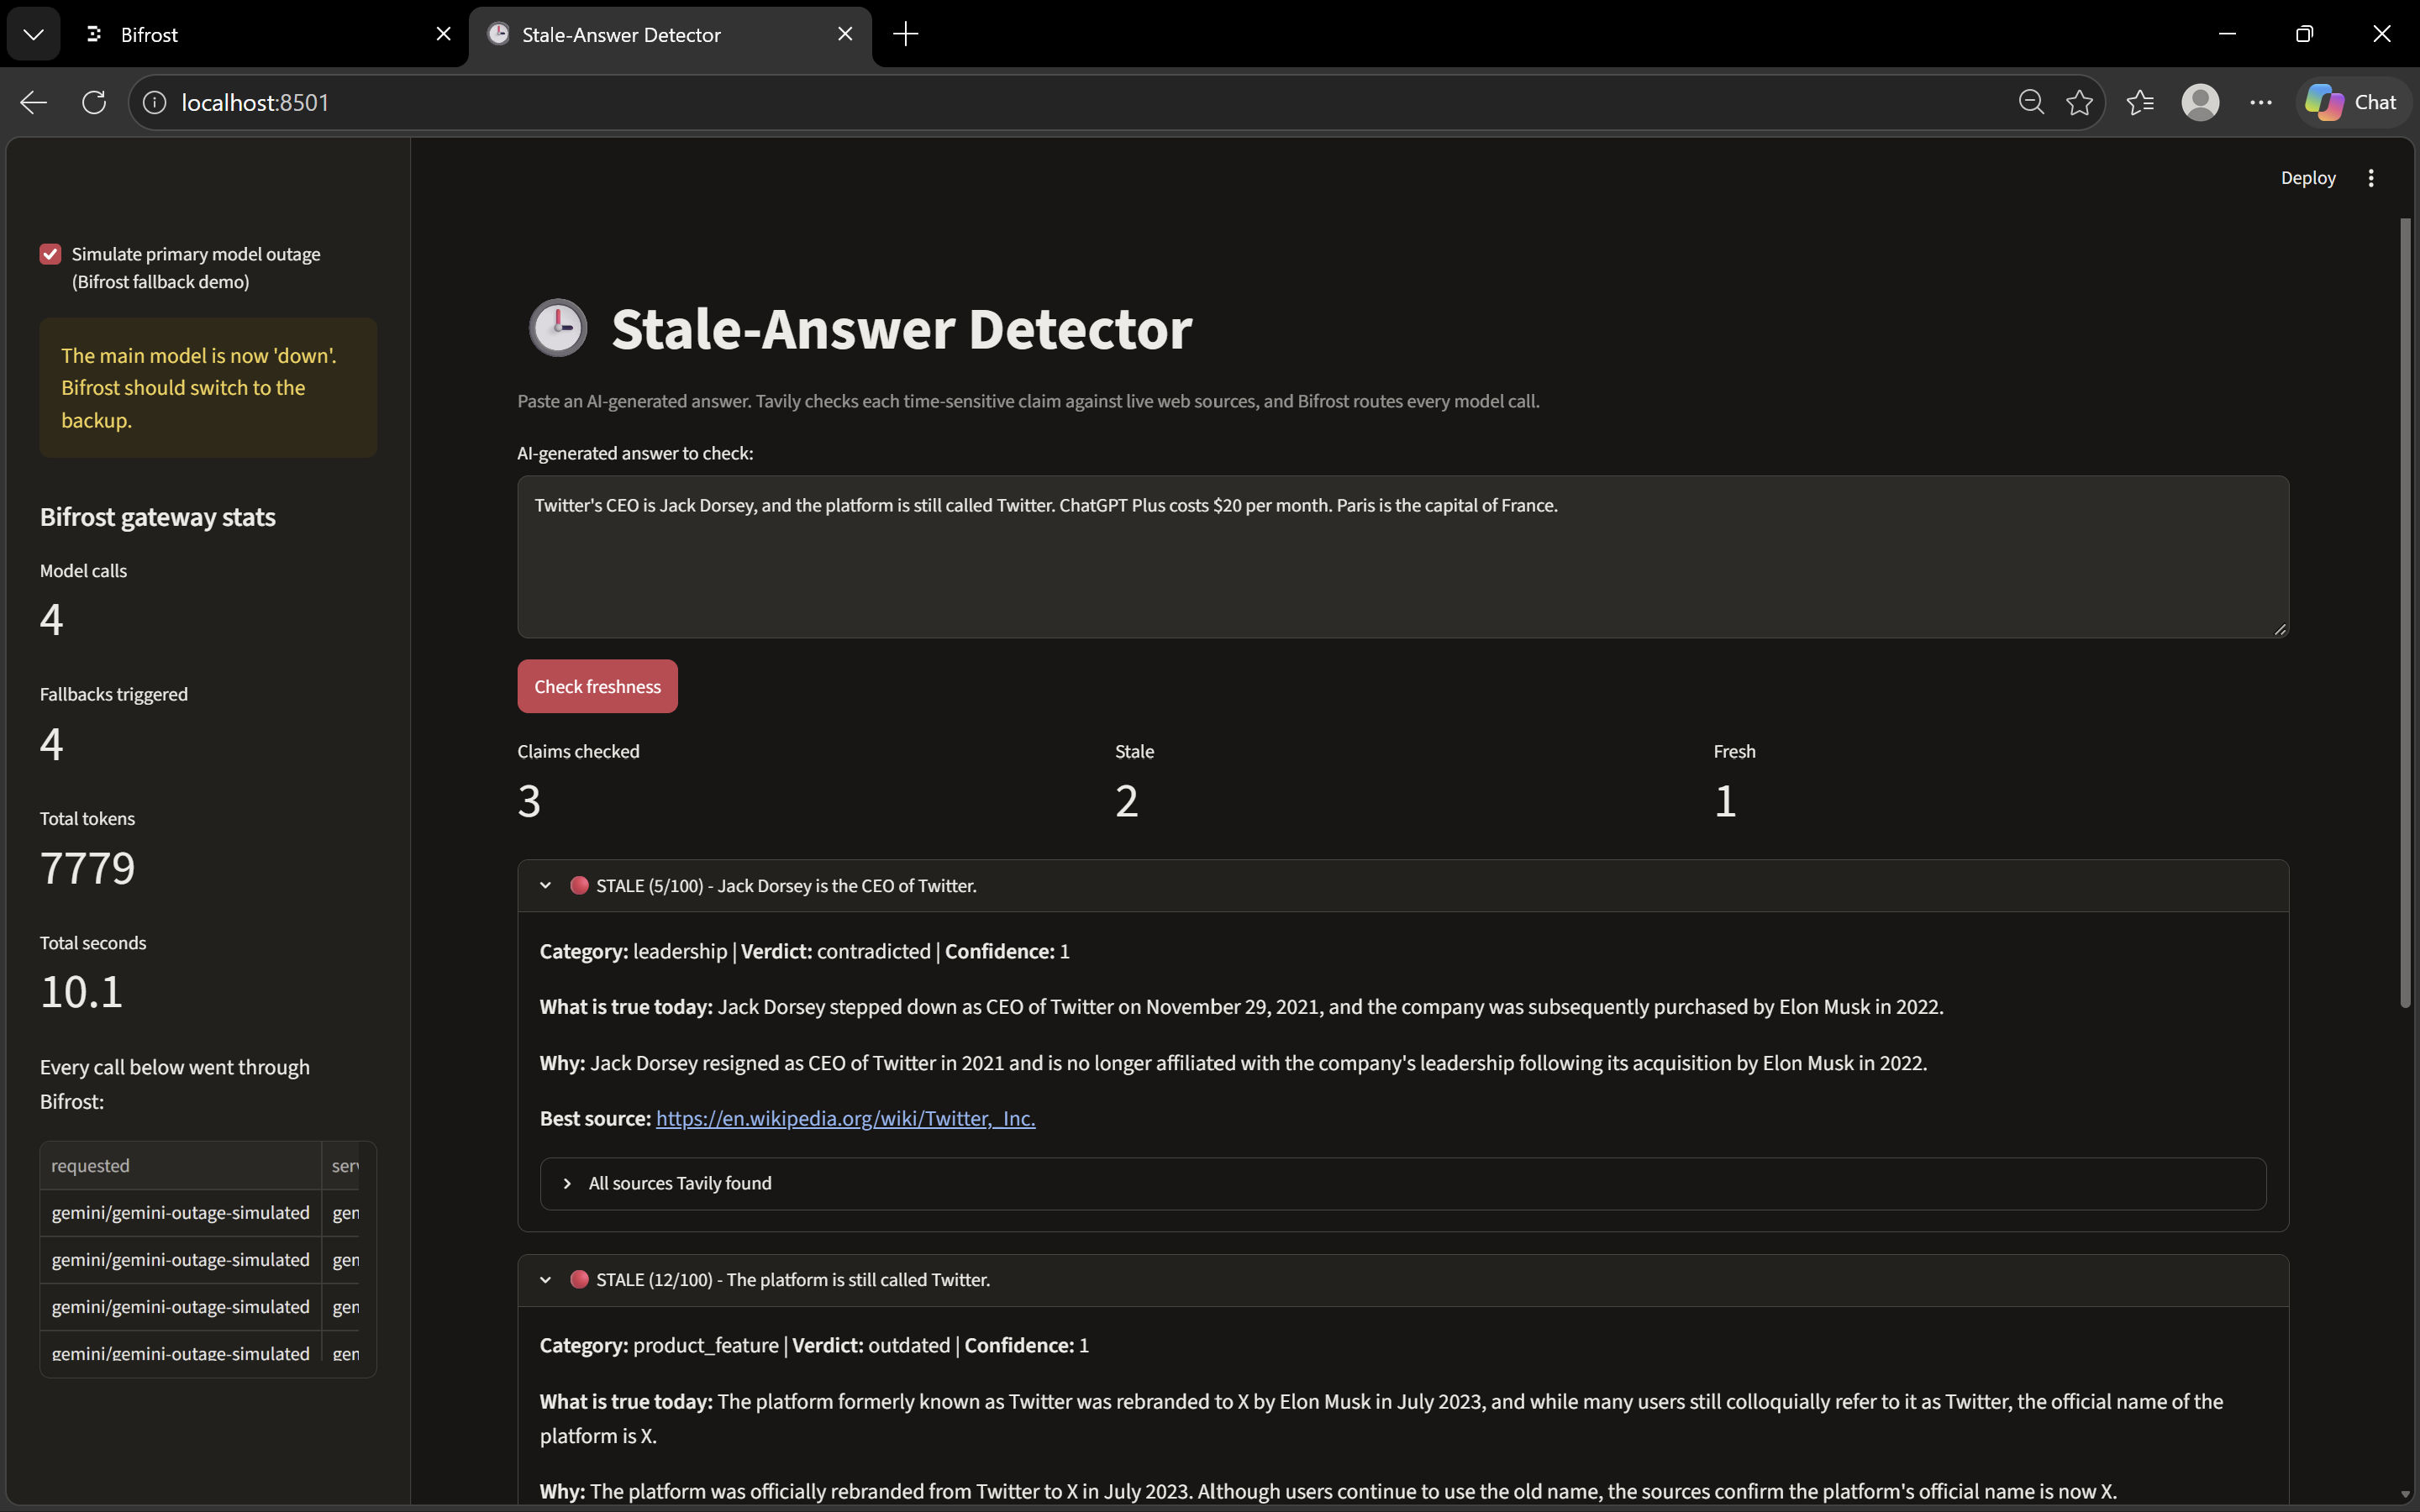 Bifrost
Stale-Answer Detector
localhost:8501
Chat
Deploy
Simulate primary model outage
(Bifrost fallback demo)
The main model is now 'down'.
Bifrost should switch to the
backup.
Bifrost gateway stats
Model calls
4
Fallbacks triggered
4
Total tokens
7779
Total seconds
10.1
Every call below went through
Bifrost:
requested
gemini/gemini-outage-simulated gen
gemini/gemini-outage-simulated gen
gemini/gemini-outage-simulated gen
gemini/gemini-outage-simulated gen
Stale-Answer Detector
Paste an AI-generated answer. Tavily checks each time-sensitive claim against live web sources, and Bifrost routes every model call.
AI-generated answer to check:
Twitter's CEO is Jack Dorsey, and the platform is still called Twitter. ChatGPT Plus costs $20 per month. Paris is the capital of France.
Check freshness
Claims checked Stale Fresh
3 2 1
STALE (5/100) - Jack Dorsey is the CEO of Twitter.
Category: leadership | Verdict: contradicted | Confidence: 1
What is true today: Jack Dorsey stepped down as CEO of Twitter on November 29, 2021, and the company was subsequently purchased by Elon Musk in 2022.
Why: Jack Dorsey resigned as CEO of Twitter in 2021 and is no longer affiliated with the company's leadership following its acquisition by Elon Musk in 2022.
Best source: https://en.wikipedia.org/wiki/Twitter,_Inc.
All sources Tavily found
STALE (12/100) - The platform is still called Twitter.
Category: product_feature | Verdict: outdated | Confidence: 1
What is true today: The platform formerly known as Twitter was rebranded to X by Elon Musk in July 2023, and while many users still colloquially refer to it as Twitter, the official name of the
platform is X.
Why: The platform was officially rebranded from Twitter to X in July 2023. Although users continue to use the old name, the sources confirm the platform's official name is now X.